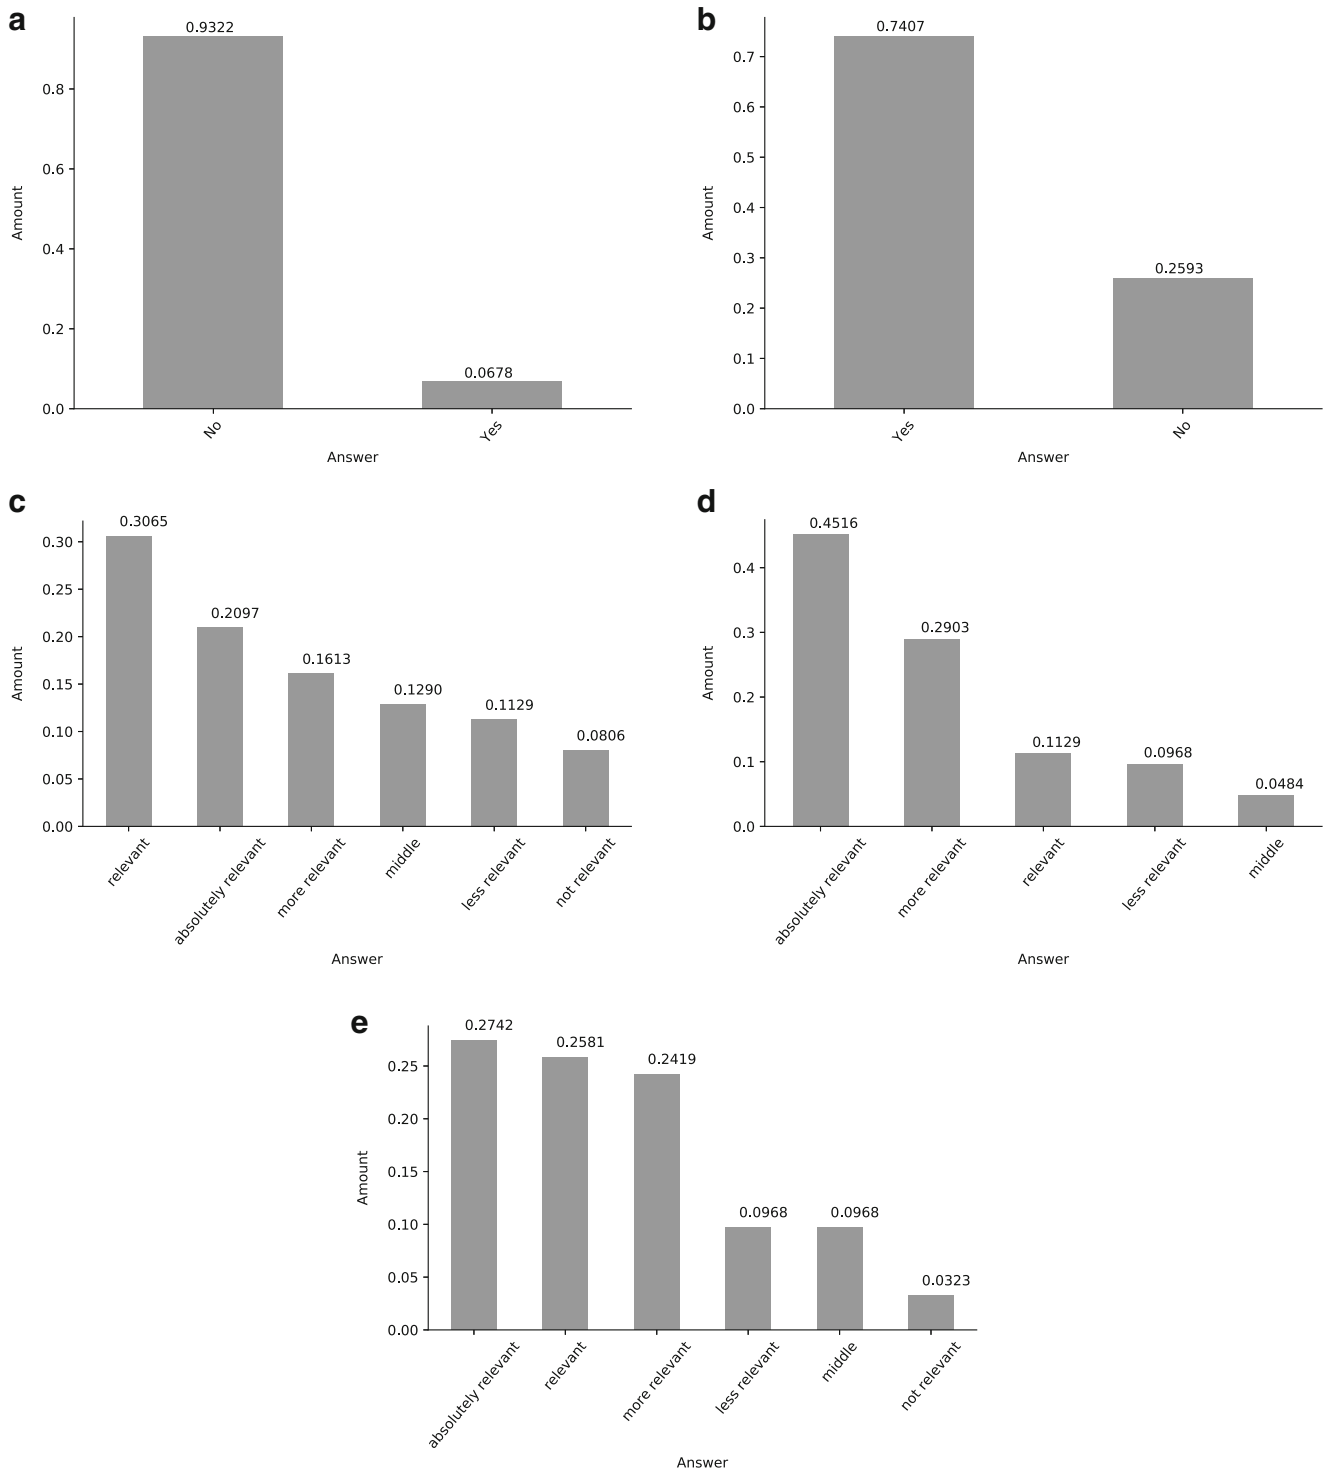 a
0.9322
0.8
0.6
0.4
0.2
0.0
0.0678
Amount
No
Yes
Answer
b
0.7407
0.7
0.6
0.5
0.4
0.3
0.2
0.1
0.0
0.2593
Amount
Yes
No
Answer
c
0.3065
0.2097
0.1613
0.1290
0.1129
0.0806
0.30
0.25
0.20
0.15
0.10
0.05
0.00
Amount
relevant
absolutely relevant
more relevant
middle
less relevant
not relevant
Answer
d
0.4516
0.2903
0.1129
0.0968
0.0484
0.4
0.3
0.2
0.1
0.0
Amount
absolutely relevant
more relevant
relevant
less relevant
middle
Answer
e
0.2742
0.2581
0.2419
0.0968
0.0968
0.0323
0.25
0.20
0.15
0.10
0.05
0.00
Amount
absolutely relevant
relevant
more relevant
less relevant
middle
not relevant
Answer